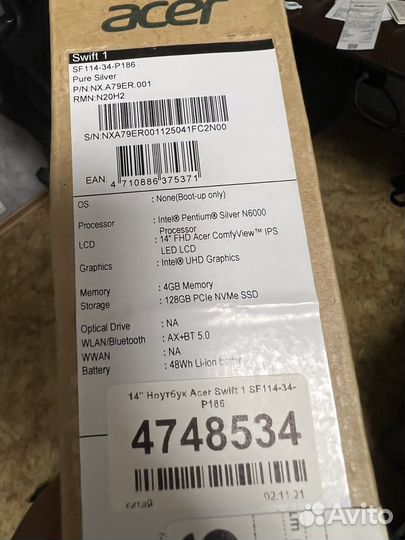 acer
Swift 1
SF114-34-P186
Pure Silver
P/N:NX.A79ER.001
RMN:N20H2
S/N:NXA79ER001125041FC2N00
EAN:
4 710886 375371
OS : None(Boot-up only)
Processor : Intel® Pentium® Silver N6000
Processor
LCD : 14" FHD Acer ComfyView™ IPS
LED LCD
Graphics : Intel® UHD Graphics
Memory : 4GB Memory
Storage : 128GB PCIe NVMe SSD
Optical Drive : NA
WLAN/Bluetooth : AX+BT 5.0
WWAN : NA
Battery : 48Wh Li-ion
14" Ноутбук Acer Swift 1 SF114-34-
P186
4748534
КИТАЙ 02.11.21
Avito